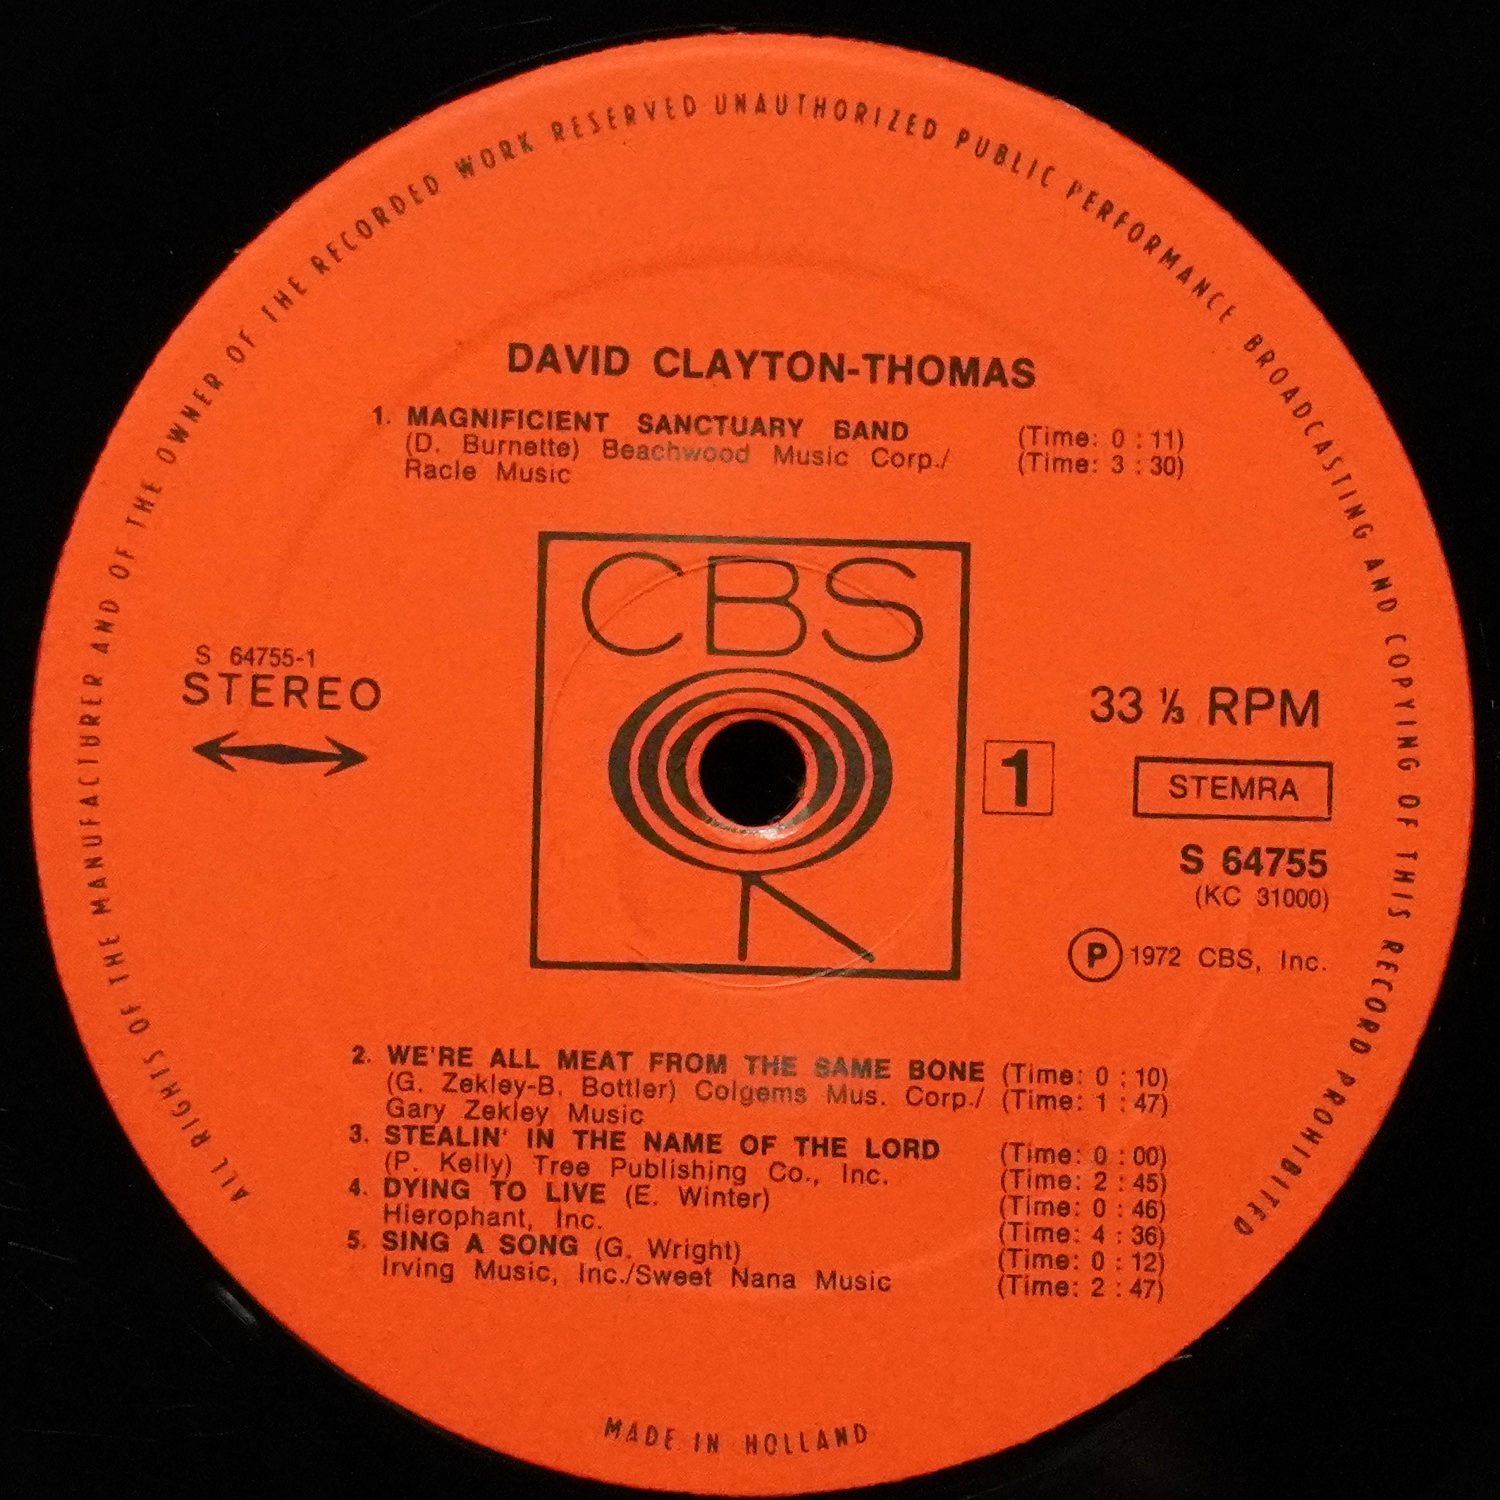 ALL RIGHTS OF THE MANUFACTURER AND OF THE OWNER OF THE RECORDED WORK RESERVED UNAUTHORIZED PUBLIC PERFORMANCE BROADCASTING AND COPYING OF THIS RECORD PROHIBITED
DAVID CLAYTON-THOMAS
1. MAGNIFICIENT SANCTUARY BAND (Time: 0 : 11)
(D. Burnette) Beachwood Music Corp./ (Time: 3 : 30)
Racle Music
CBS
S 64755-1
STEREO
33 ⅓ RPM
1
STEMRA
S 64755
(KC 31000)
Ⓟ 1972 CBS, Inc.
2. WE'RE ALL MEAT FROM THE SAME BONE (Time: 0 : 10)
(G. Zekley-B. Bottler) Colgems Mus. Corp./ (Time: 1 : 47)
Gary Zekley Music
3. STEALIN' IN THE NAME OF THE LORD (Time: 0 : 00)
(P. Kelly) Tree Publishing Co., Inc. (Time: 2 : 45)
4. DYING TO LIVE (E. Winter) (Time: 0 : 46)
Hierophant, Inc. (Time: 4 : 36)
5. SING A SONG (G. Wright) (Time: 0 : 12)
Irving Music, Inc./Sweet Nana Music (Time: 2 : 47)
MADE IN HOLLAND